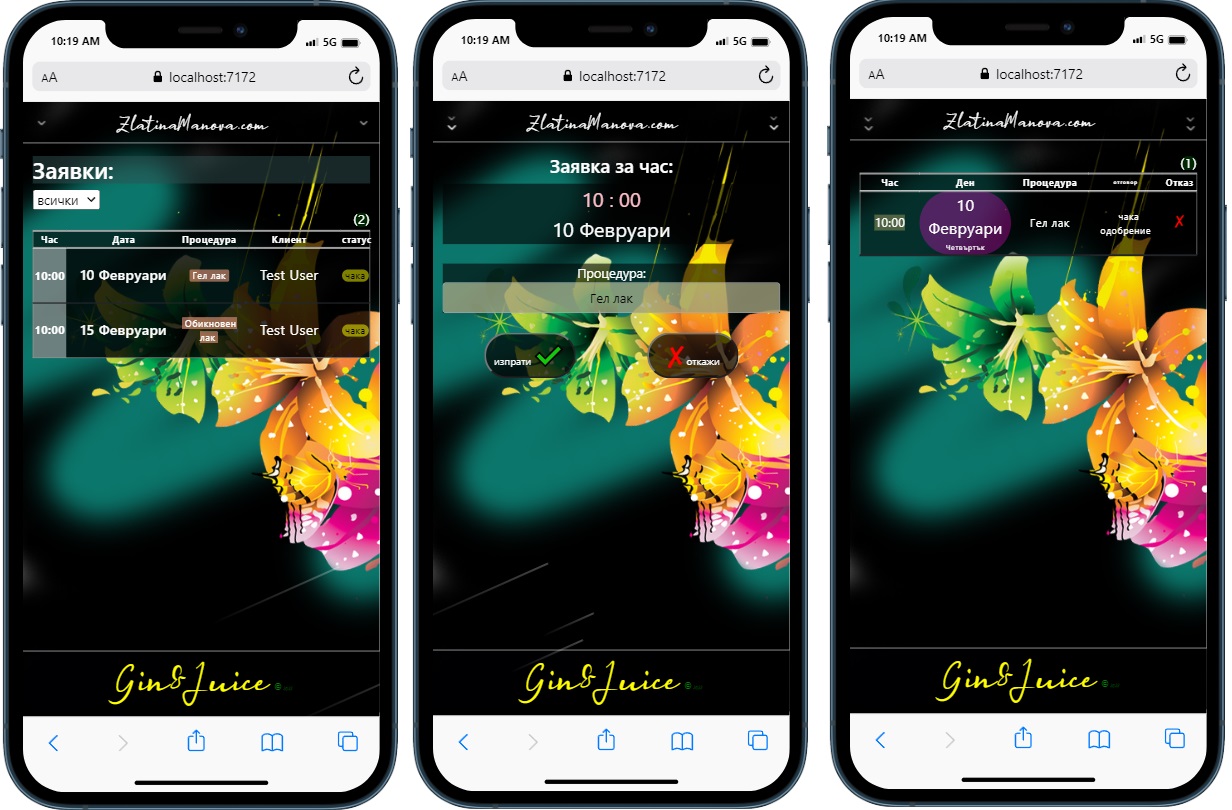 10:19 AM
5G
AA
localhost:7172
ZlatinaManova.com
Заявки:
всички
(2)
Час Дата Процедура Клиент статус
10:00 10 Февруари Гел лак Test User чака
10:00 15 Февруари Обикновен лак Test User чака
Gin&Juice
10:19 AM
5G
AA
localhost:7172
ZlatinaManova.com
Заявка за час:
10 : 00
10 Февруари
Процедура:
Гел лак
изпрати
откажи
Gin&Juice
10:19 AM
5G
AA
localhost:7172
ZlatinaManova.com
(1)
Час Ден Процедура отговор Отказ
10:00 10 Февруари Четвъртък Гел лак чака одобрение
Gin&Juice